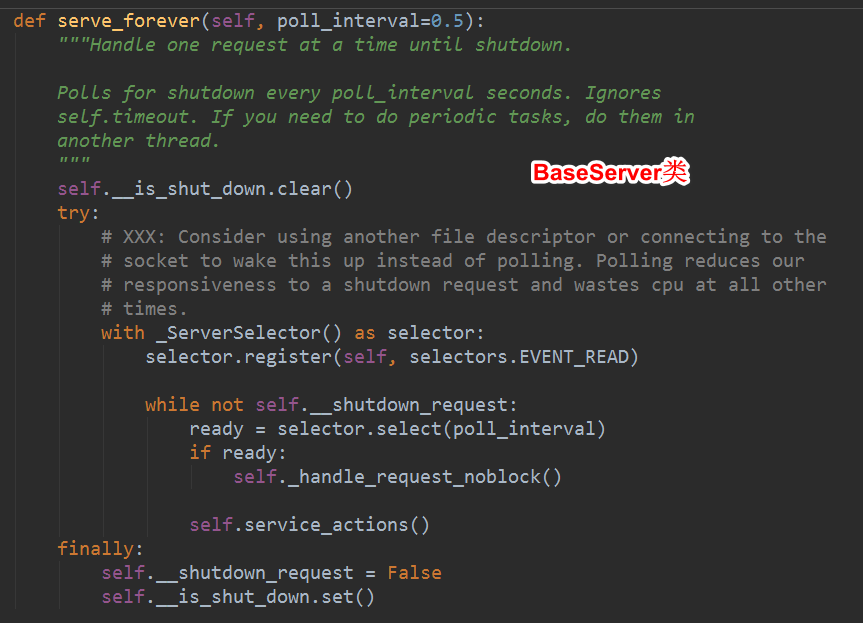 def serve_forever(self, poll_interval=0.5):
"""Handle one request at a time until shutdown.
Polls for shutdown every poll_interval seconds. Ignores
self.timeout. If you need to do periodic tasks, do them in
another thread.
"""
BaseServer类
self.__is_shut_down.clear()
try:
# XXX: Consider using another file descriptor or connecting to the
# socket to wake this up instead of polling. Polling reduces our
# responsiveness to a shutdown request and wastes cpu at all other
# times.
with _ServerSelector() as selector:
selector.register(self, selectors.EVENT_READ)
while not self.__shutdown_request:
ready = selector.select(poll_interval)
if ready:
self._handle_request_noblock()
self.service_actions()
finally:
self.__shutdown_request = False
self.__is_shut_down.set()